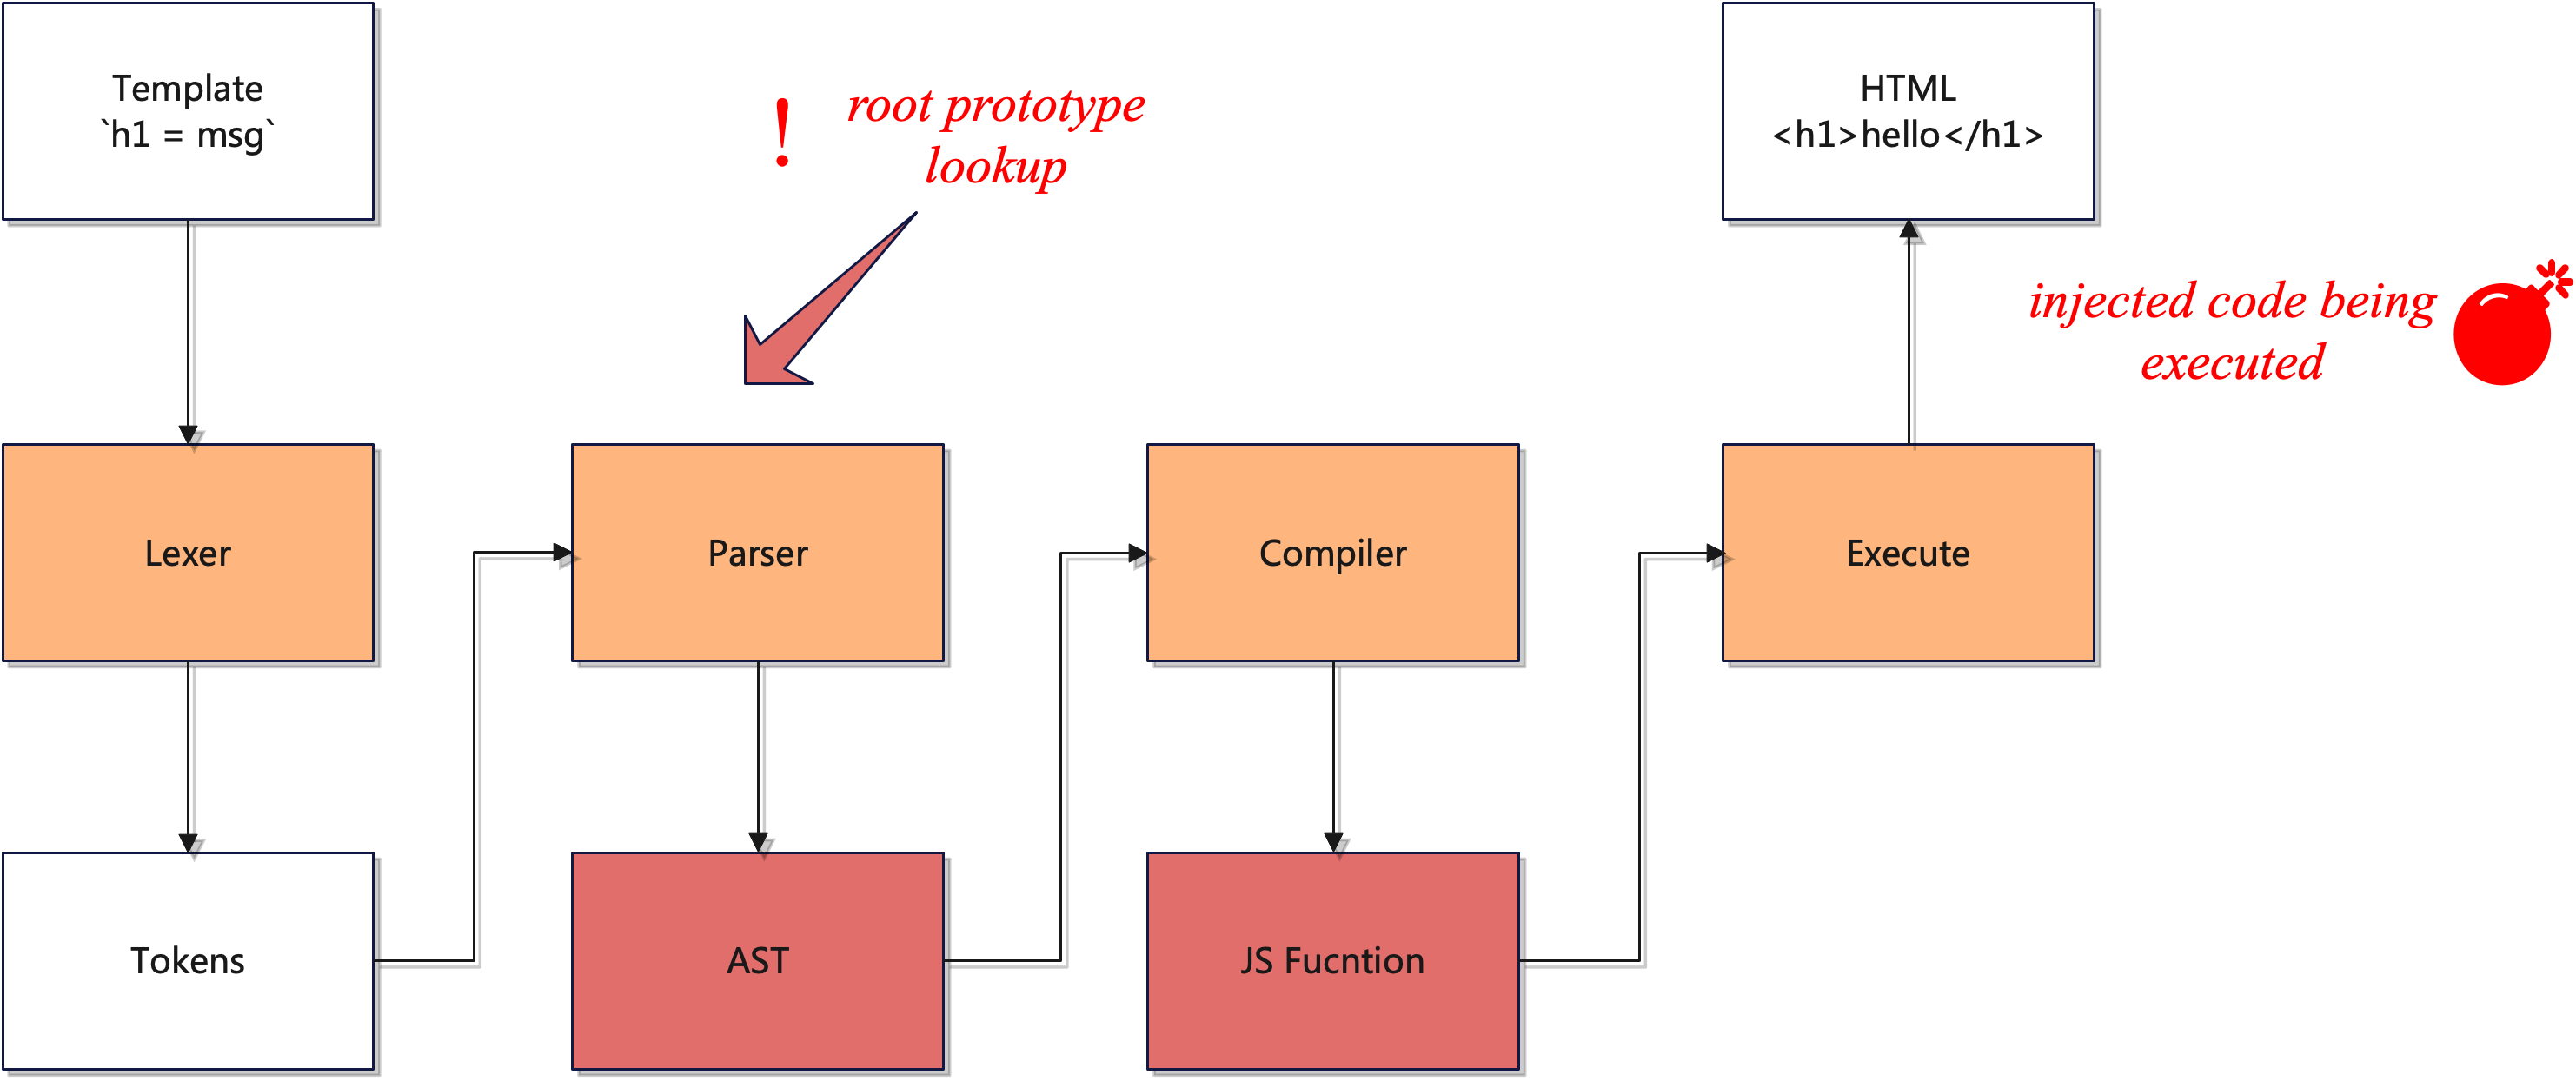 Template
`h1 = msg`
! root prototype
lookup
HTML
<h1>hello</h1>
injected code being
executed
Lexer
Parser
Compiler
Execute
Tokens
AST
JS Fucntion